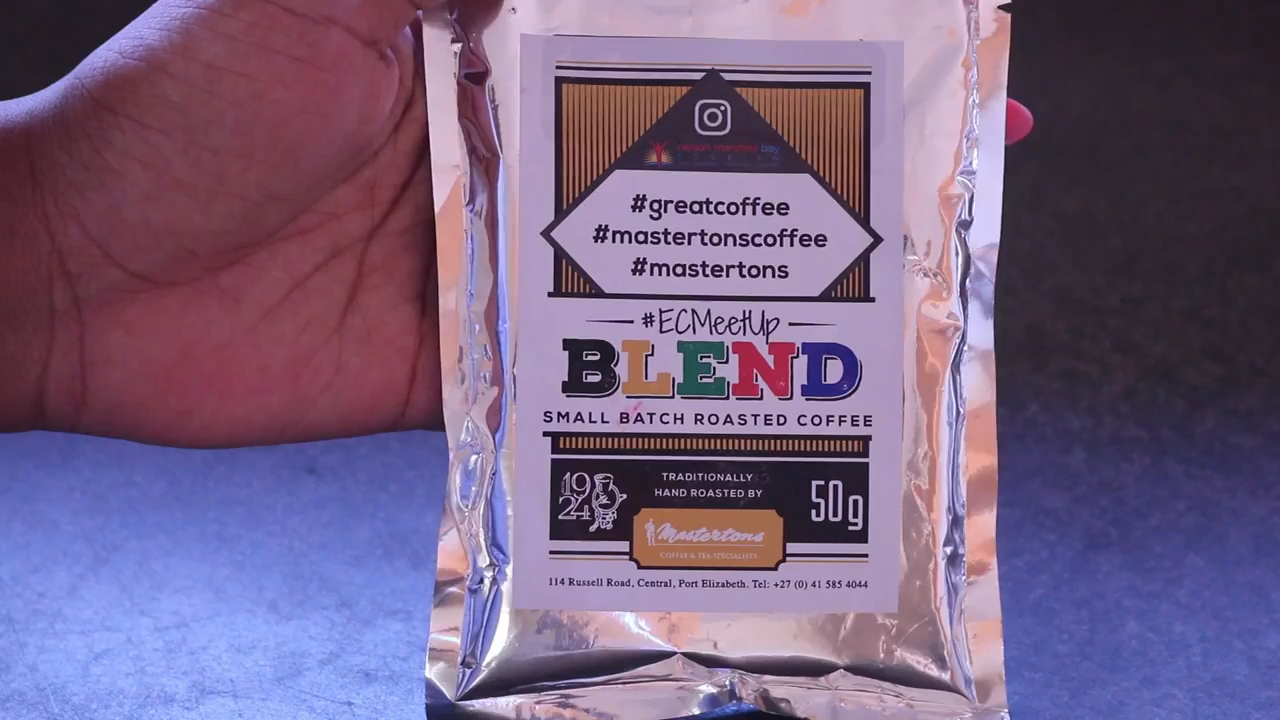 nelson mandela bay
TOURISM
#greatcoffee
#mastertonscoffee
#mastertons
#ECMeetUp
BLEND
SMALL BATCH ROASTED COFFEE
1924
TRADITIONALLY
HAND ROASTED BY
50g
Mastertons
COFFEE & TEA SPECIALISTS
114 Russell Road, Central, Port Elizabeth. Tel: +27 (0) 41 585 4044